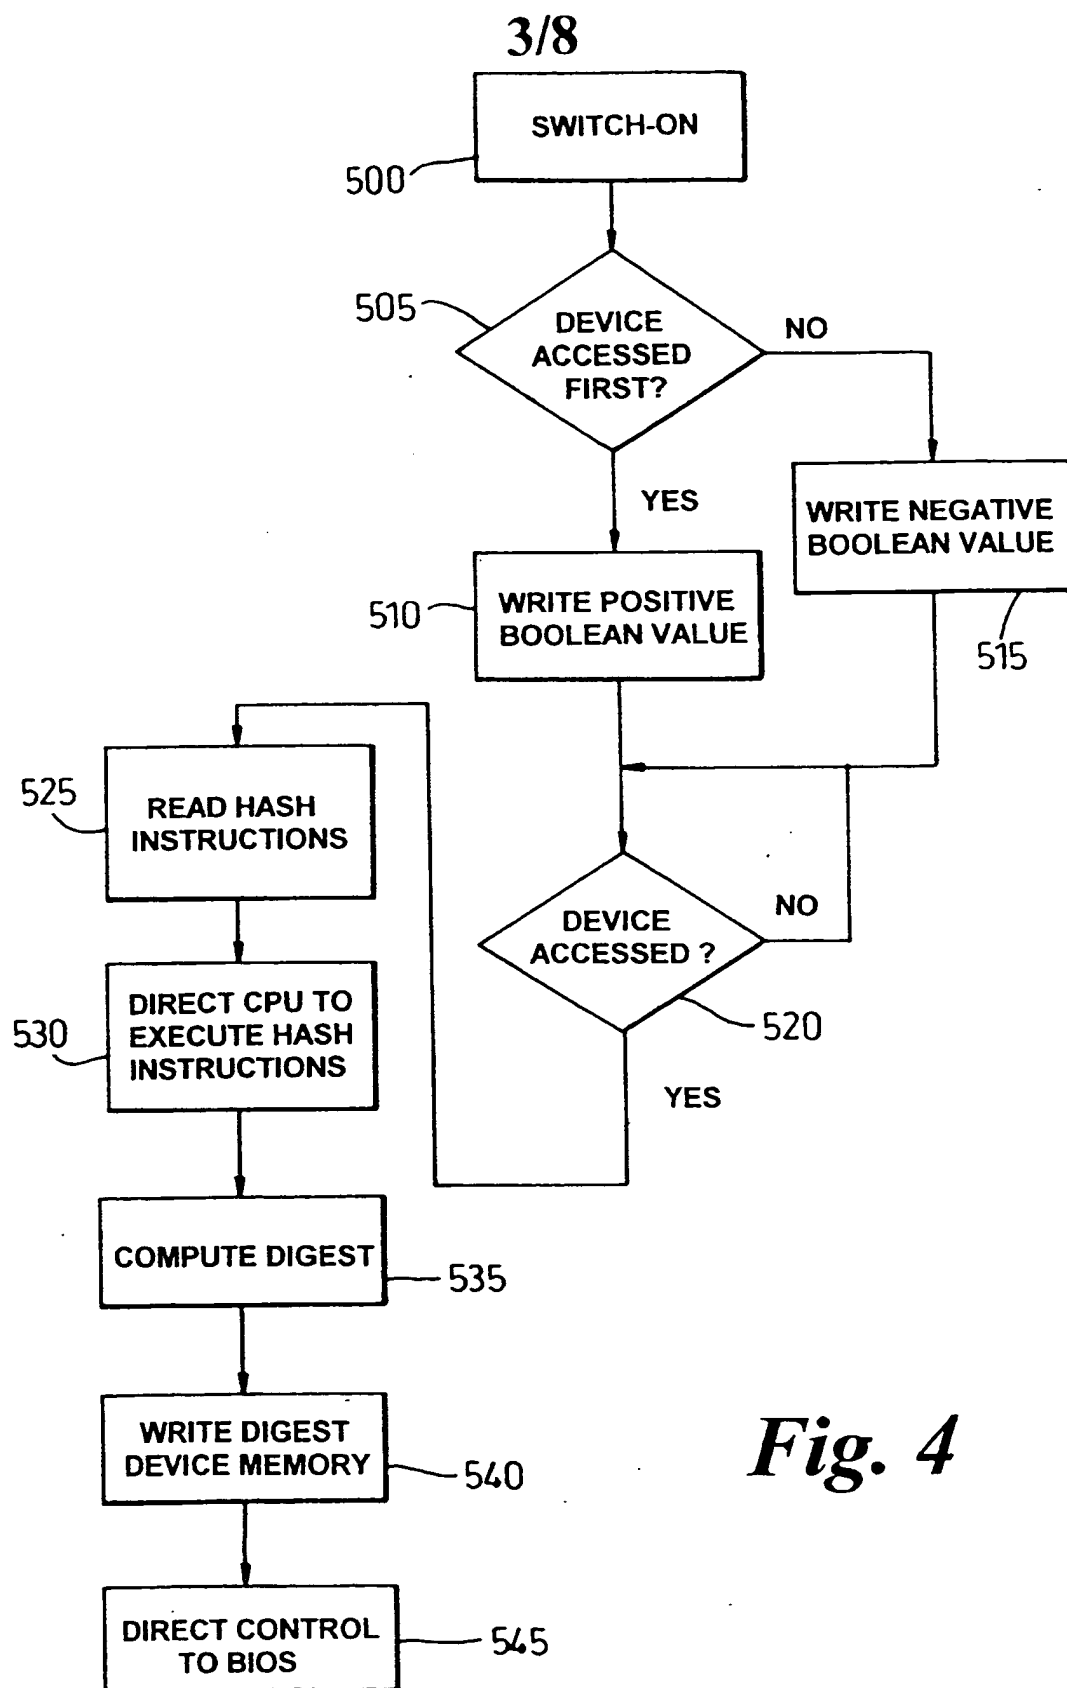 3/8
SWITCH-ON
500
505
DEVICE
ACCESSED
FIRST?
NO
YES
WRITE NEGATIVE
BOOLEAN VALUE
515
510
WRITE POSITIVE
BOOLEAN VALUE
525
READ HASH
INSTRUCTIONS
DEVICE
ACCESSED ?
NO
520
YES
530
DIRECT CPU TO
EXECUTE HASH
INSTRUCTIONS
COMPUTE DIGEST
535
WRITE DIGEST
DEVICE MEMORY
540
DIRECT CONTROL
TO BIOS
545
Fig. 4